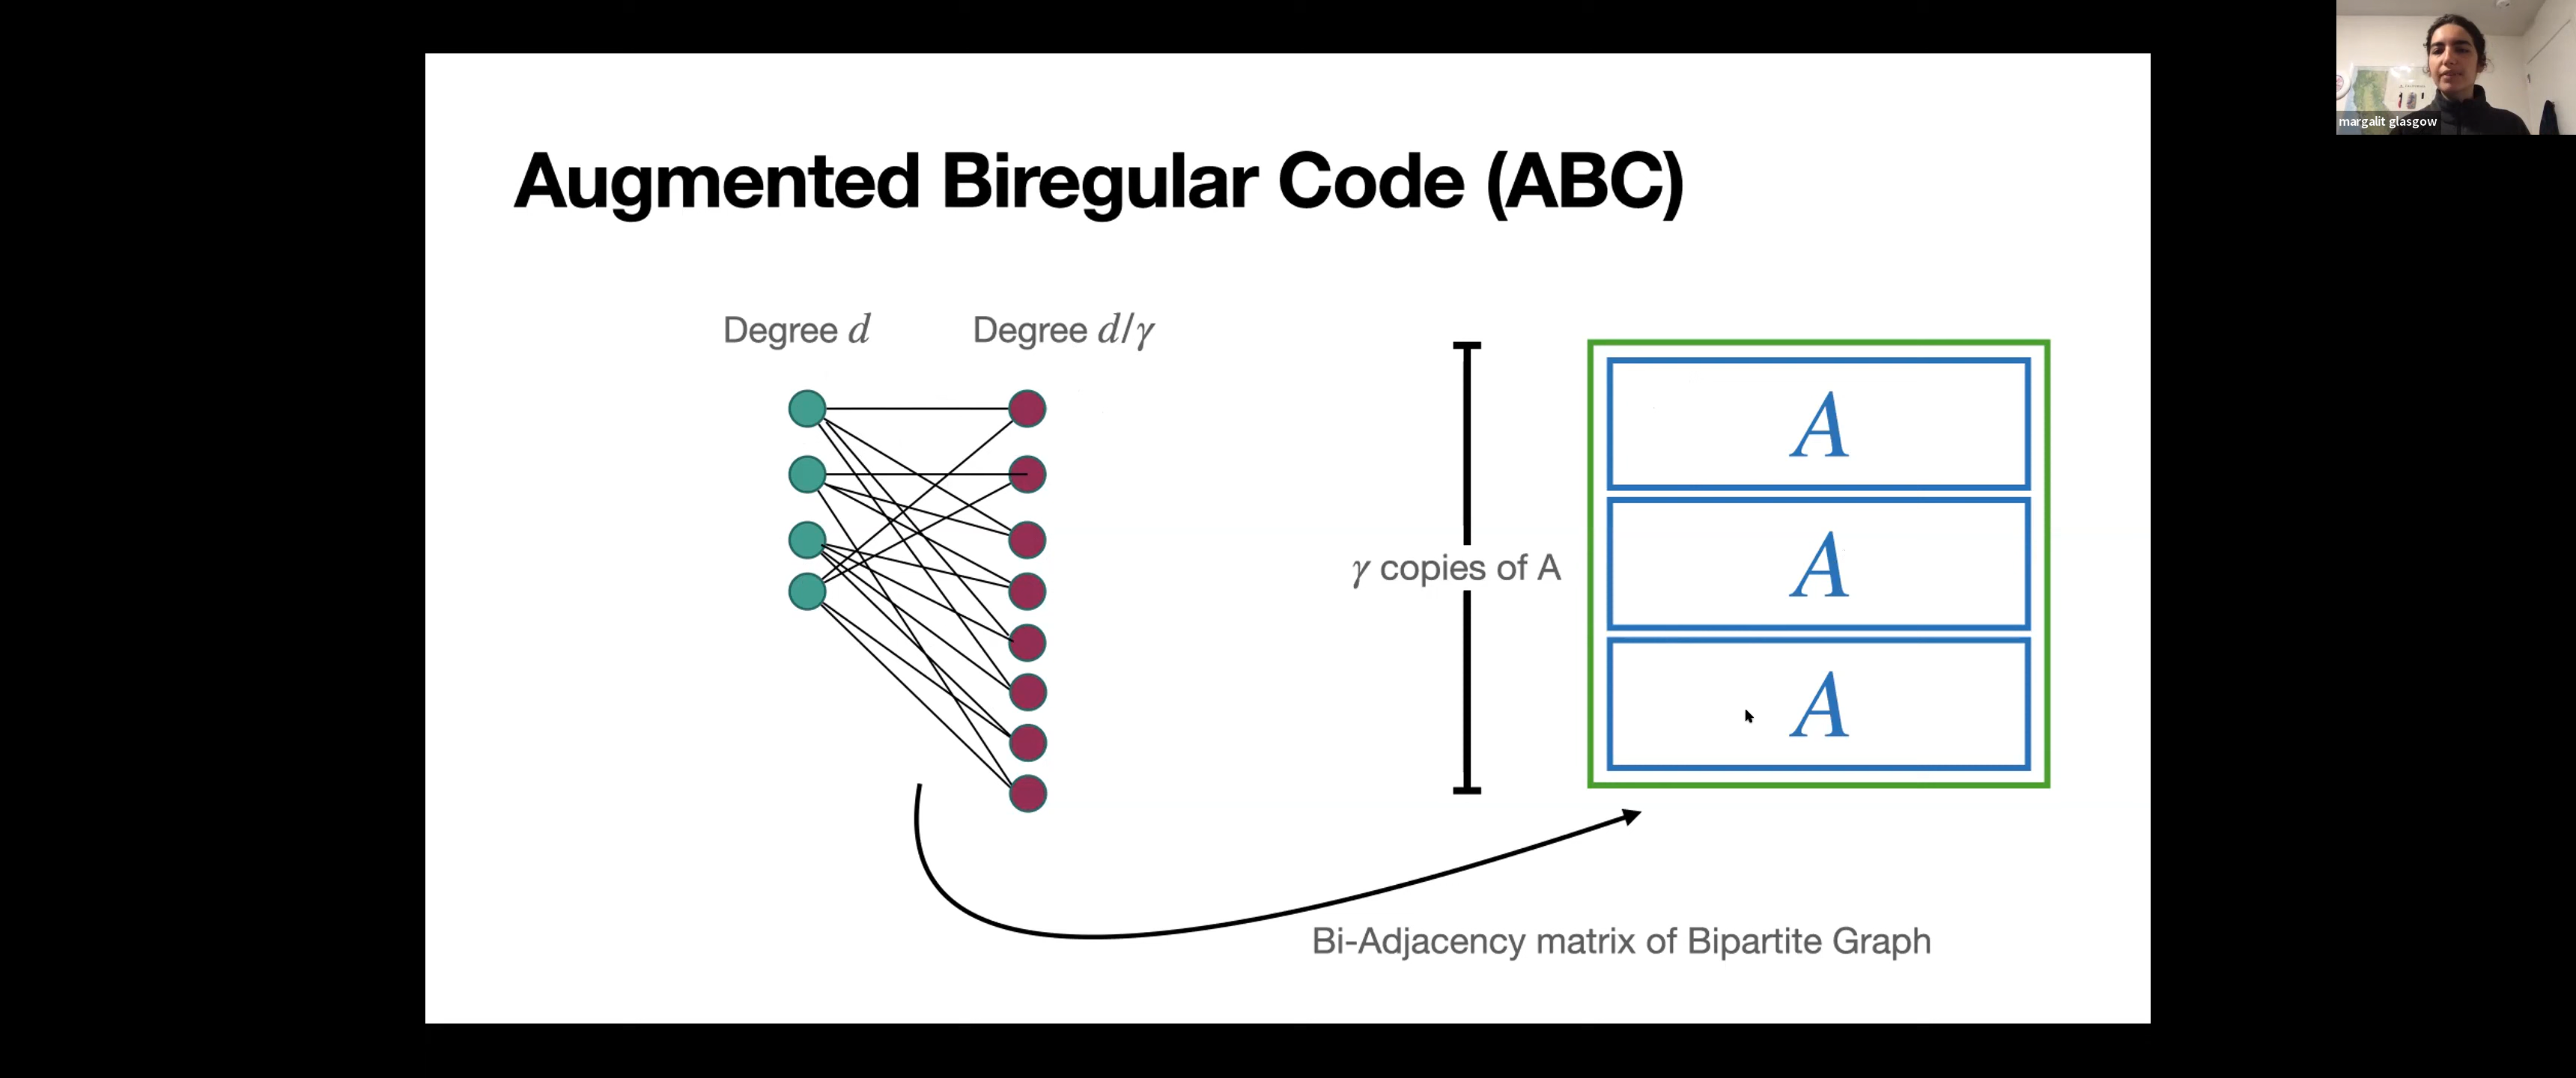 Augmented Biregular Code (ABC)
Degree d
Degree d/γ
γ copies of A
A
A
A
Bi-Adjacency matrix of Bipartite Graph
margalit glasgow